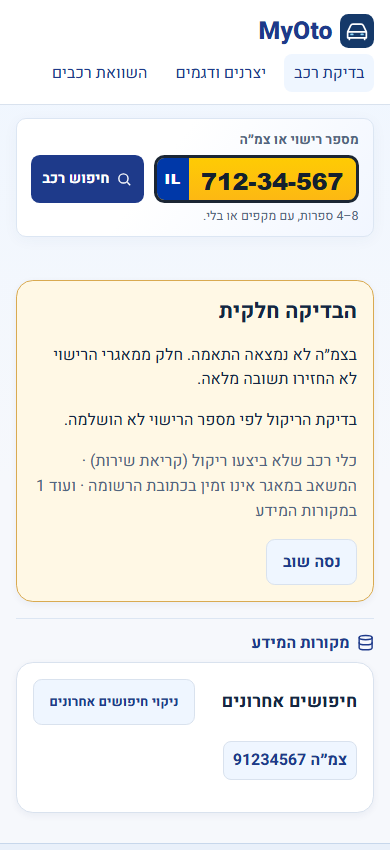 MyOto
בדיקת רכב
יצרנים ודגמים
השוואת רכבים
מספר רישוי או צמ״ה
IL
712-34-567
חיפוש רכב
4–8 ספרות, עם מקפים או בלי.
הבדיקה חלקית
בצמ״ה לא נמצאה התאמה. חלק ממאגרי הרישוי
לא החזירו תשובה מלאה.
בדיקת הריקול לפי מספר הרישוי לא הושלמה.
כלי רכב שלא ביצעו ריקול (קריאת שירות) ·
המשאב במאגר אינו זמין בכתובת הרשומה · ועוד 1
במקורות המידע
נסה שוב
מקורות המידע
חיפושים אחרונים
ניקוי חיפושים אחרונים
צמ״ה 91234567